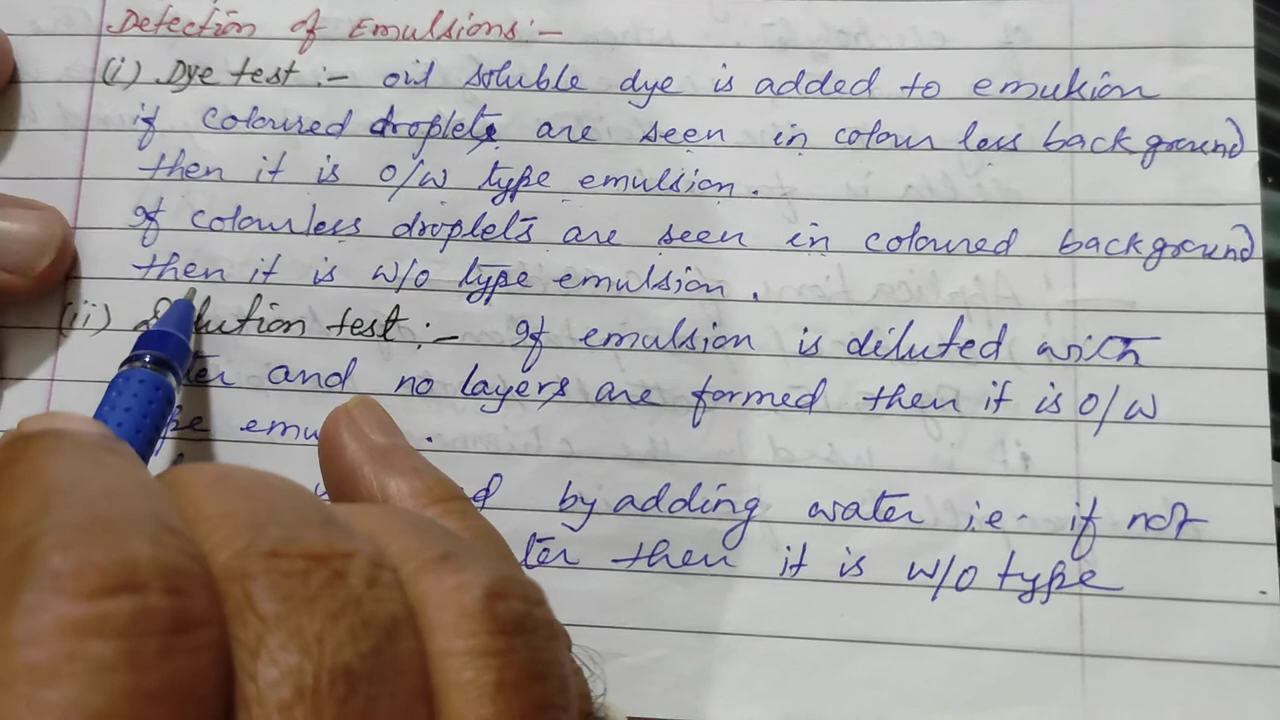 Detection of Emulsions:-
(i) Dye test :- oil soluble dye is added to emulsion
if coloured droplets are seen in colour less back ground
then it is O/W type emulsion.
If colourless droplets are seen in coloured background
then it is W/O type emulsion.
(ii) test :- If emulsion is diluted with
and no layers are formed then it is O/W
.
by adding water ie. if not
then it is W/O type